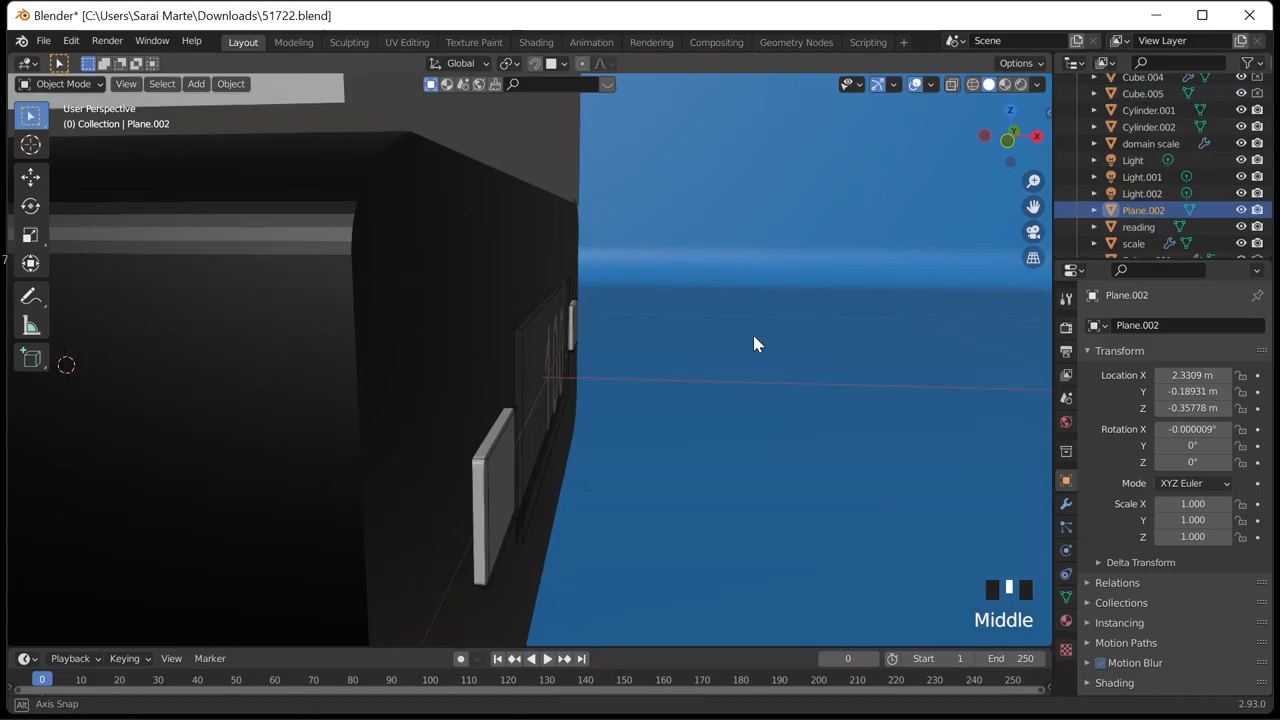 Blender* [C:\Users\Sarai Marte\Downloads\51722.blend]
File Edit Render Window Help Layout Modeling Sculpting UV Editing Texture Paint Shading Animation Rendering Compositing Geometry Nodes Scripting + Scene View Layer
Global Options
Object Mode View Select Add Object
User Perspective
(0) Collection | Plane.002
Z
Y
X
7
Cube.004
Cube.005
Cylinder.001
Cylinder.002
domain scale
Light
Light.001
Light.002
Plane.002
reading
scale
Plane.002
Plane.002
Transform
Location X 2.3309 m
Y -0.18931 m
Z -0.35778 m
Rotation X -0.000009°
Y 0°
Z 0°
Mode XYZ Euler
Scale X 1.000
Y 1.000
Z 1.000
Delta Transform
Relations
Collections
Instancing
Motion Paths
Motion Blur
Shading
Middle
Playback Keying View Marker 0 Start 1 End 250
0 10 20 30 40 50 60 70 80 90 100 110 120 130 140 150 160 170 180 190 200 210 220 230 240 250
Alt Axis Snap 2.93.0